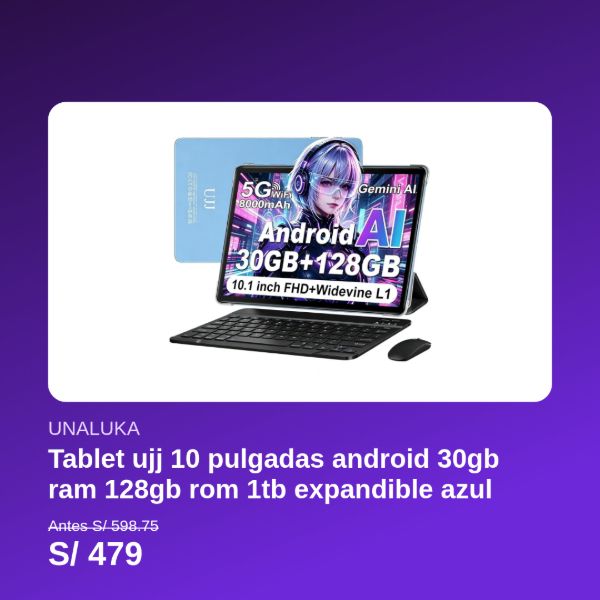 UJJ
5G WiFi
8000mAh
Gemini AI
Android AI
30GB+128GB
10.1 inch FHD+Widevine L1
UNALUKA
Tablet ujj 10 pulgadas android 30gb
ram 128gb rom 1tb expandible azul
Antes S/ 598.75
S/ 479